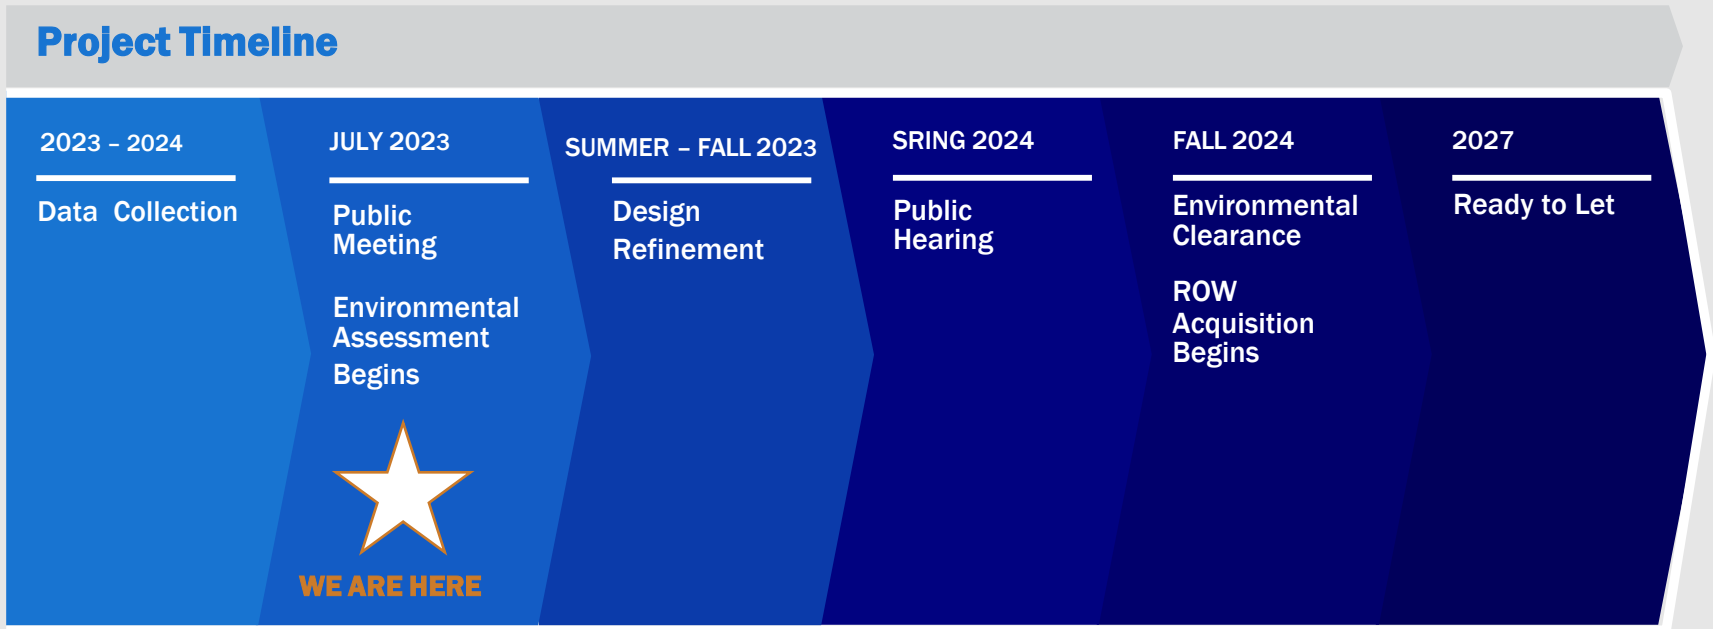 Project Timeline
2023 – 2024
Data Collection
JULY 2023
Public
Meeting
Environmental
Assessment
Begins
WE ARE HERE
SUMMER – FALL 2023
Design
Refinement
SRING 2024
Public
Hearing
FALL 2024
Environmental
Clearance
ROW
Acquisition
Begins
2027
Ready to Let